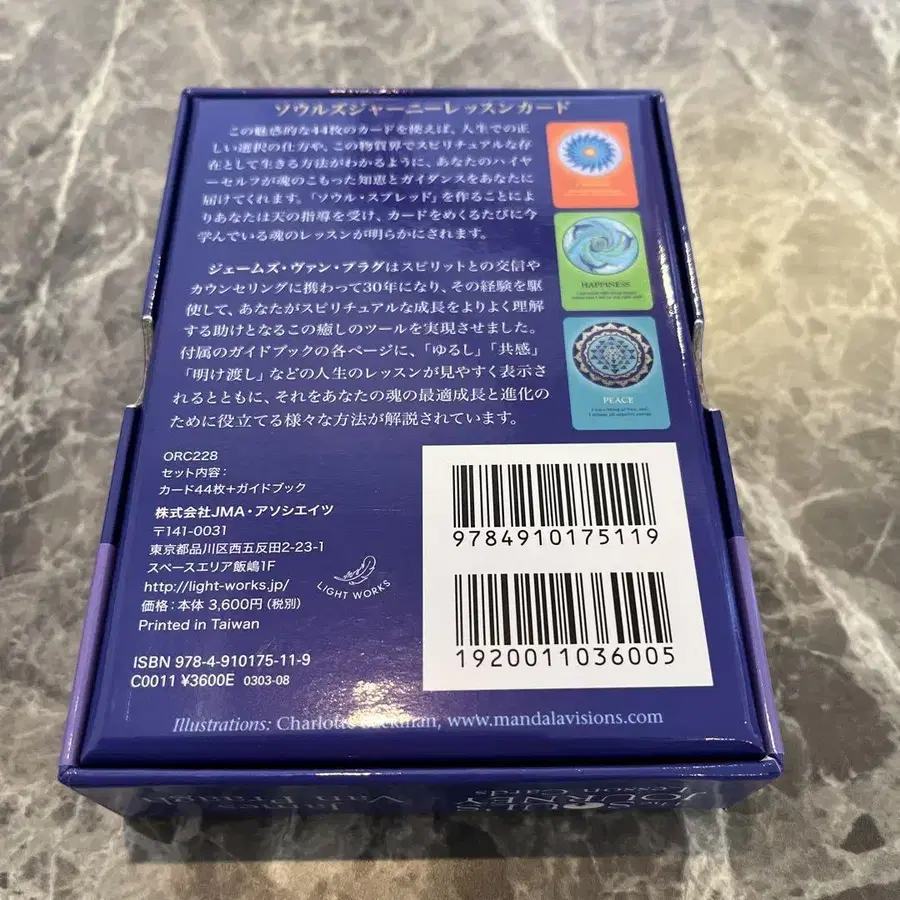 ソウルズジャーニーレッスンカード
この魅惑的な44枚のカードを使えば、人生での正
しい選択の仕方や、この物質界でスピリチュアルな存
在として生きる方法がわかるように、あなたのハイヤ
ーセルフが魂のこもった知恵とガイダンスをあなたに
届けてくれます。「ソウル・スプレッド」を作ることによ
りあなたは天の指導を受け、カードをめくるたびに今
学んでいる魂のレッスンが明らかにされます。
ジェームズ・ヴァン・プラグはスピリットとの交信や
カウンセリングに携わって30年になり、その経験を駆
使して、あなたがスピリチュアルな成長をよりよく理解
する助けとなるこの癒しのツールを実現させました。
付属のガイドブックの各ページに、「ゆるし」「共感」
「明け渡し」などの人生のレッスンが見やすく表示さ
れるとともに、それをあなたの魂の最適成長と進化の
ために役立てる様々な方法が解説されています。
HAPPINESS
PEACE
ORC228
セット内容:
カード44枚+ガイドブック
株式会社JMA・アソシエイツ
〒141-0031
東京都品川区西五反田2-23-1
スペースエリア飯嶋1F
http://light-works.jp/
価格:本体 3,600円(税別)
Printed in Taiwan
LIGHT WORKS
ISBN 978-4-910175-11-9
C0011 ¥3600E 0303-08
9784910175119
1920011036005
Illustrations: Charlotte Backman, www.mandalavisions.com
JOURNEY
Lesson Cards
James
Van Praagh